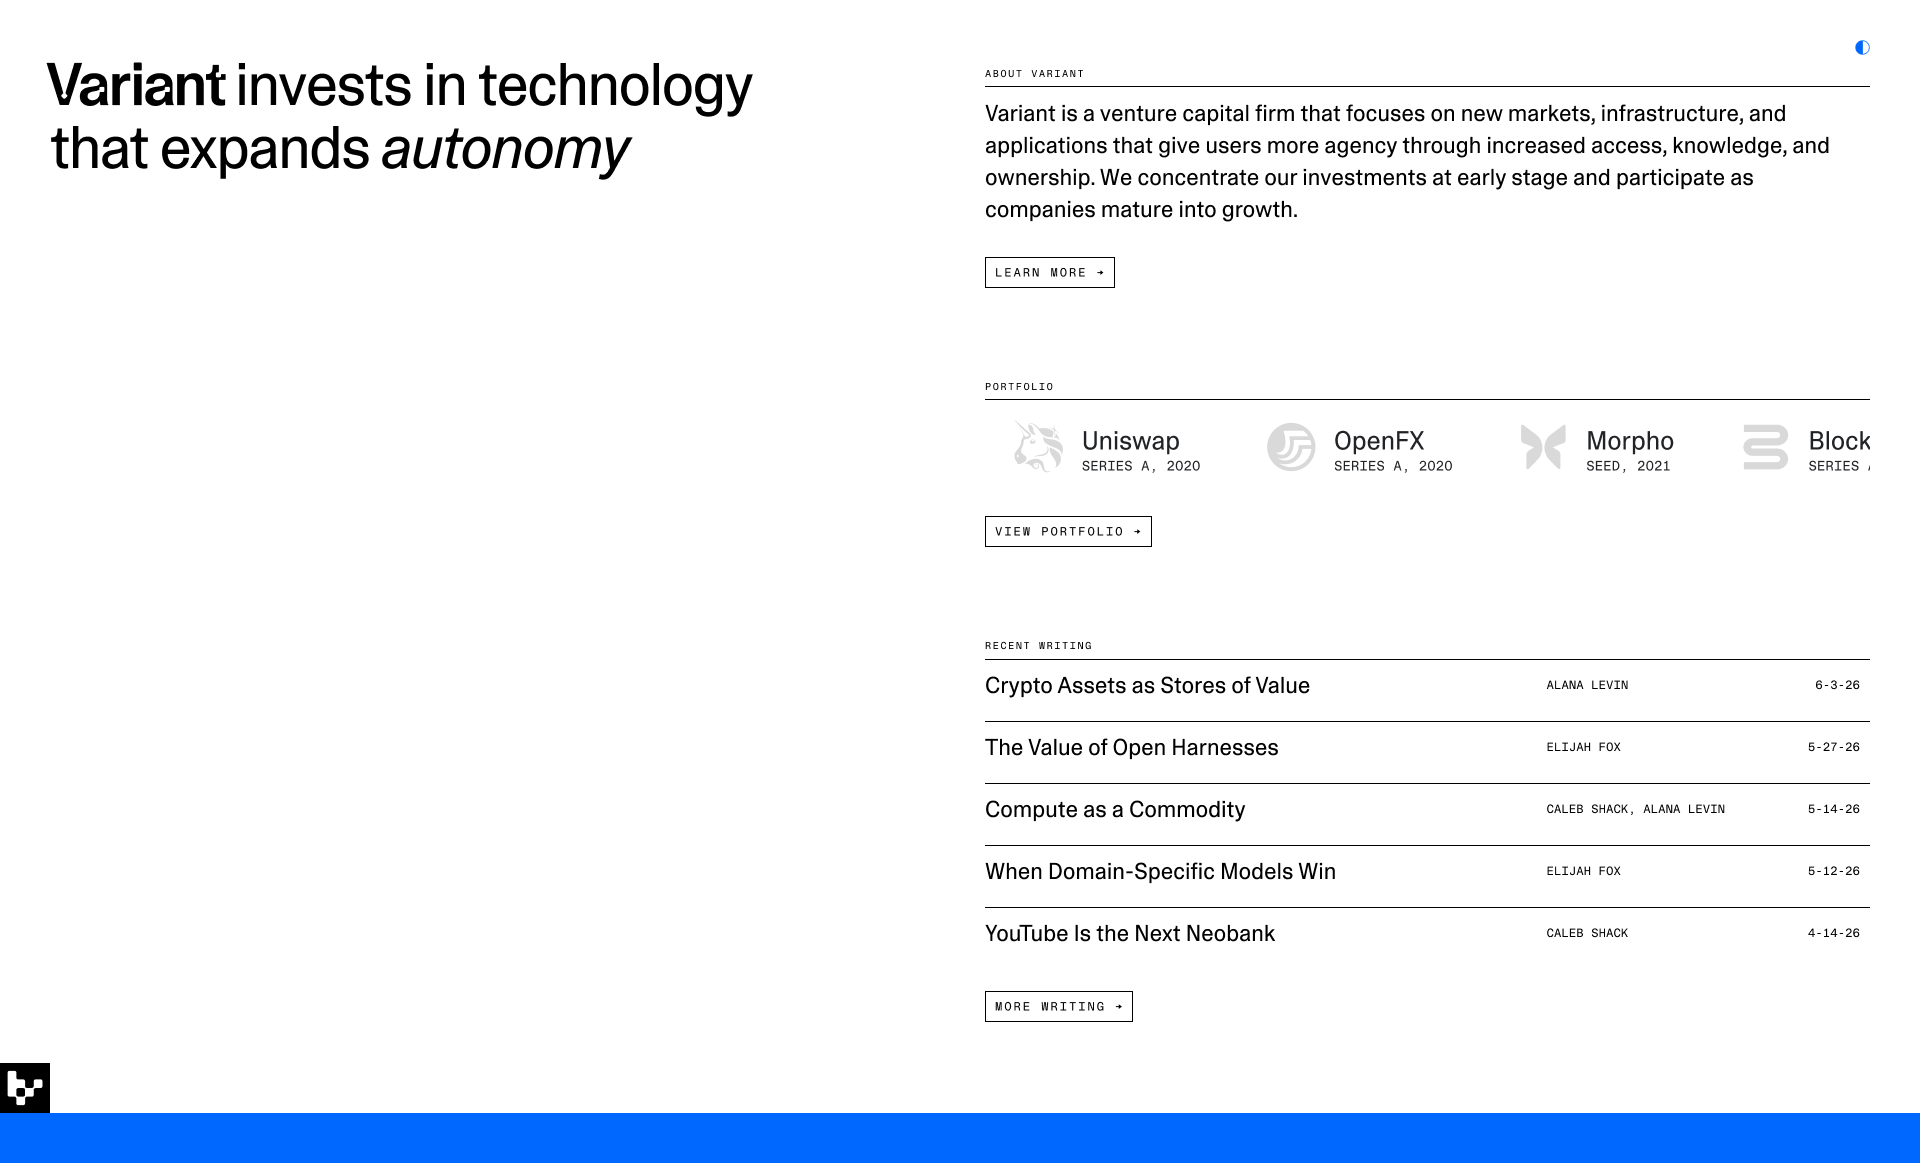 Variant invests in technology
that expands autonomy
ABOUT VARIANT
Variant is a venture capital firm that focuses on new markets, infrastructure, and
applications that give users more agency through increased access, knowledge, and
ownership. We concentrate our investments at early stage and participate as
companies mature into growth.
LEARN MORE →
PORTFOLIO
Uniswap
SERIES A, 2020
OpenFX
SERIES A, 2020
Morpho
SEED, 2021
Block
SERIES
VIEW PORTFOLIO →
RECENT WRITING
Crypto Assets as Stores of Value ALANA LEVIN 6-3-26
The Value of Open Harnesses ELIJAH FOX 5-27-26
Compute as a Commodity CALEB SHACK, ALANA LEVIN 5-14-26
When Domain-Specific Models Win ELIJAH FOX 5-12-26
YouTube Is the Next Neobank CALEB SHACK 4-14-26
MORE WRITING →